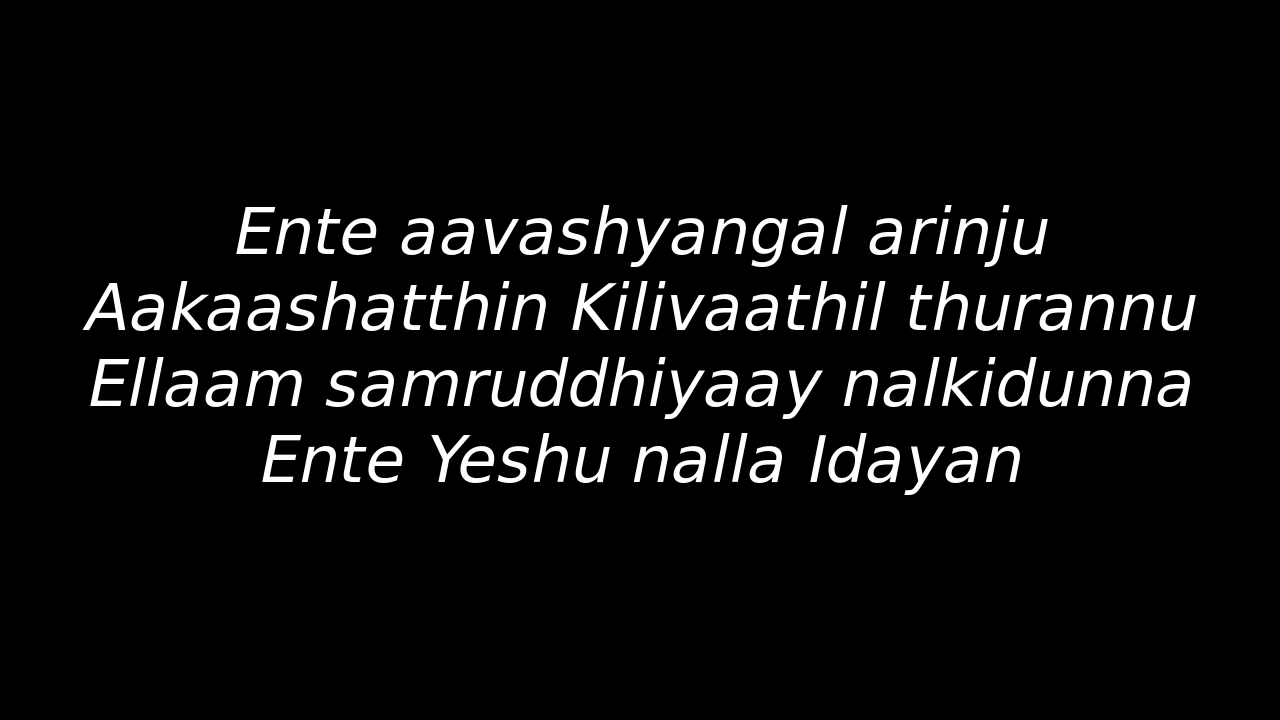 Ente aavashyangal arinju
Aakaashatthin Kilivaathil thurannu
Ellaam samruddhiyaay nalkidunna
Ente Yeshu nalla Idayan